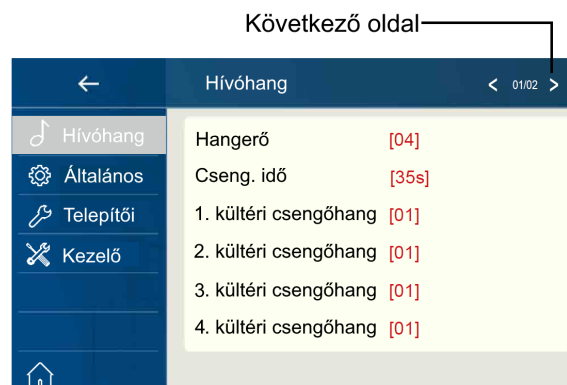 Következő oldal
Hívóhang < 01/02 >
Hívóhang
Általános
Telepítői
Kezelő
Hangerő [04]
Cseng. idő [35s]
1. kültéri csengőhang [01]
2. kültéri csengőhang [01]
3. kültéri csengőhang [01]
4. kültéri csengőhang [01]